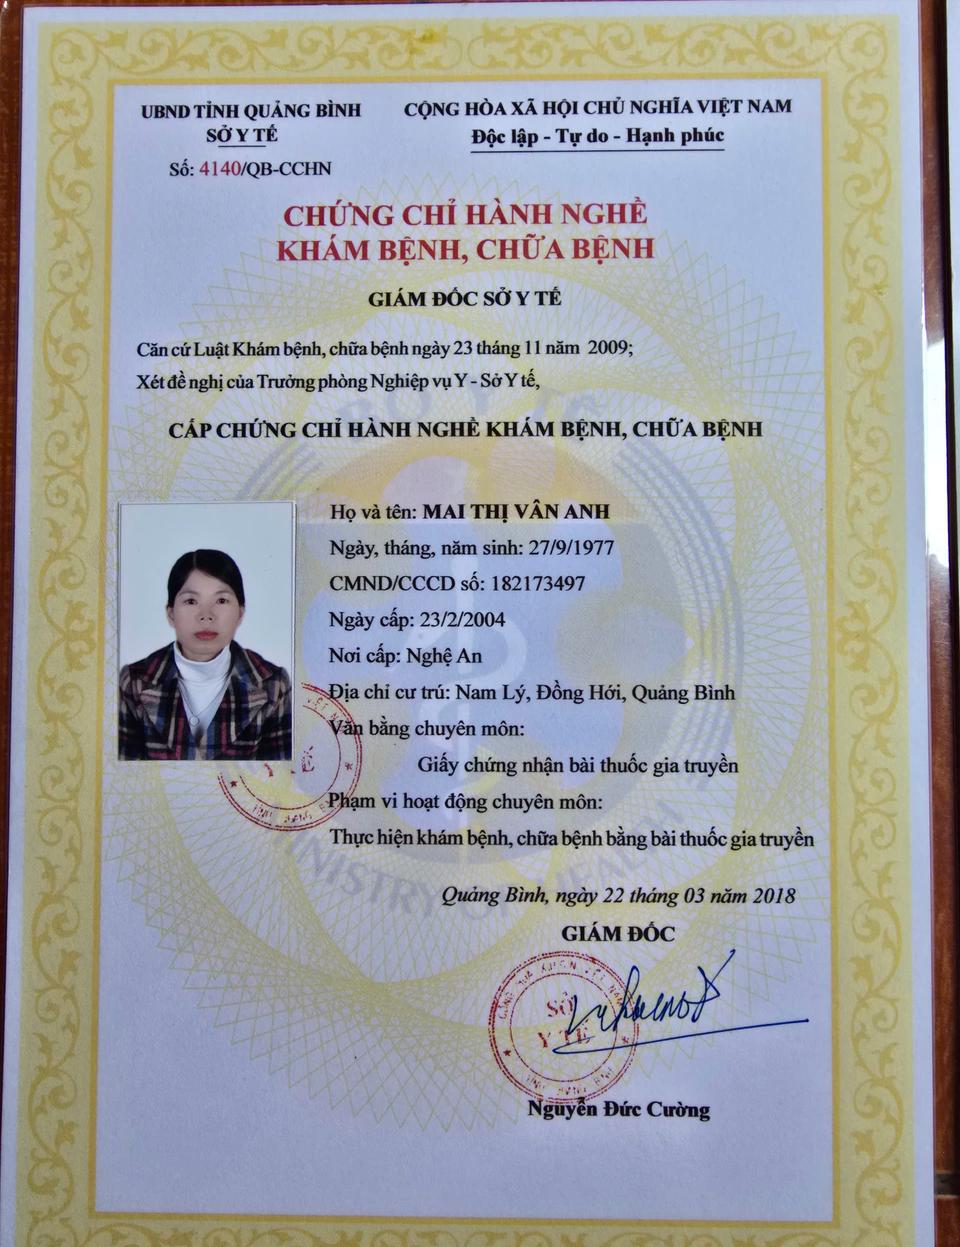 UBND TỈNH QUẢNG BÌNH
SỞ Y TẾ
Số: 4140/QB-CCHN
CỘNG HÒA XÃ HỘI CHỦ NGHĨA VIỆT NAM
Độc lập - Tự do - Hạnh phúc
CHỨNG CHỈ HÀNH NGHỀ
KHÁM BỆNH, CHỮA BỆNH
GIÁM ĐỐC SỞ Y TẾ
Căn cứ Luật Khám bệnh, chữa bệnh ngày 23 tháng 11 năm 2009;
Xét đề nghị của Trưởng phòng Nghiệp vụ Y - Sở Y tế,
BỘ Y TẾ
CẤP CHỨNG CHỈ HÀNH NGHỀ KHÁM BỆNH, CHỮA BỆNH
Họ và tên: MAI THỊ VÂN ANH
Ngày, tháng, năm sinh: 27/9/1977
CMND/CCCD số: 182173497
Ngày cấp: 23/2/2004
Nơi cấp: Nghệ An
Địa chỉ cư trú: Nam Lý, Đồng Hới, Quảng Bình
Văn bằng chuyên môn:
Giấy chứng nhận bài thuốc gia truyền
Phạm vi hoạt động chuyên môn:
Thực hiện khám bệnh, chữa bệnh bằng bài thuốc gia truyền
MINISTRY OF HEALTH
Quảng Bình, ngày 22 tháng 03 năm 2018
GIÁM ĐỐC
SỞ
Y TẾ
Nguyễn Đức Cường